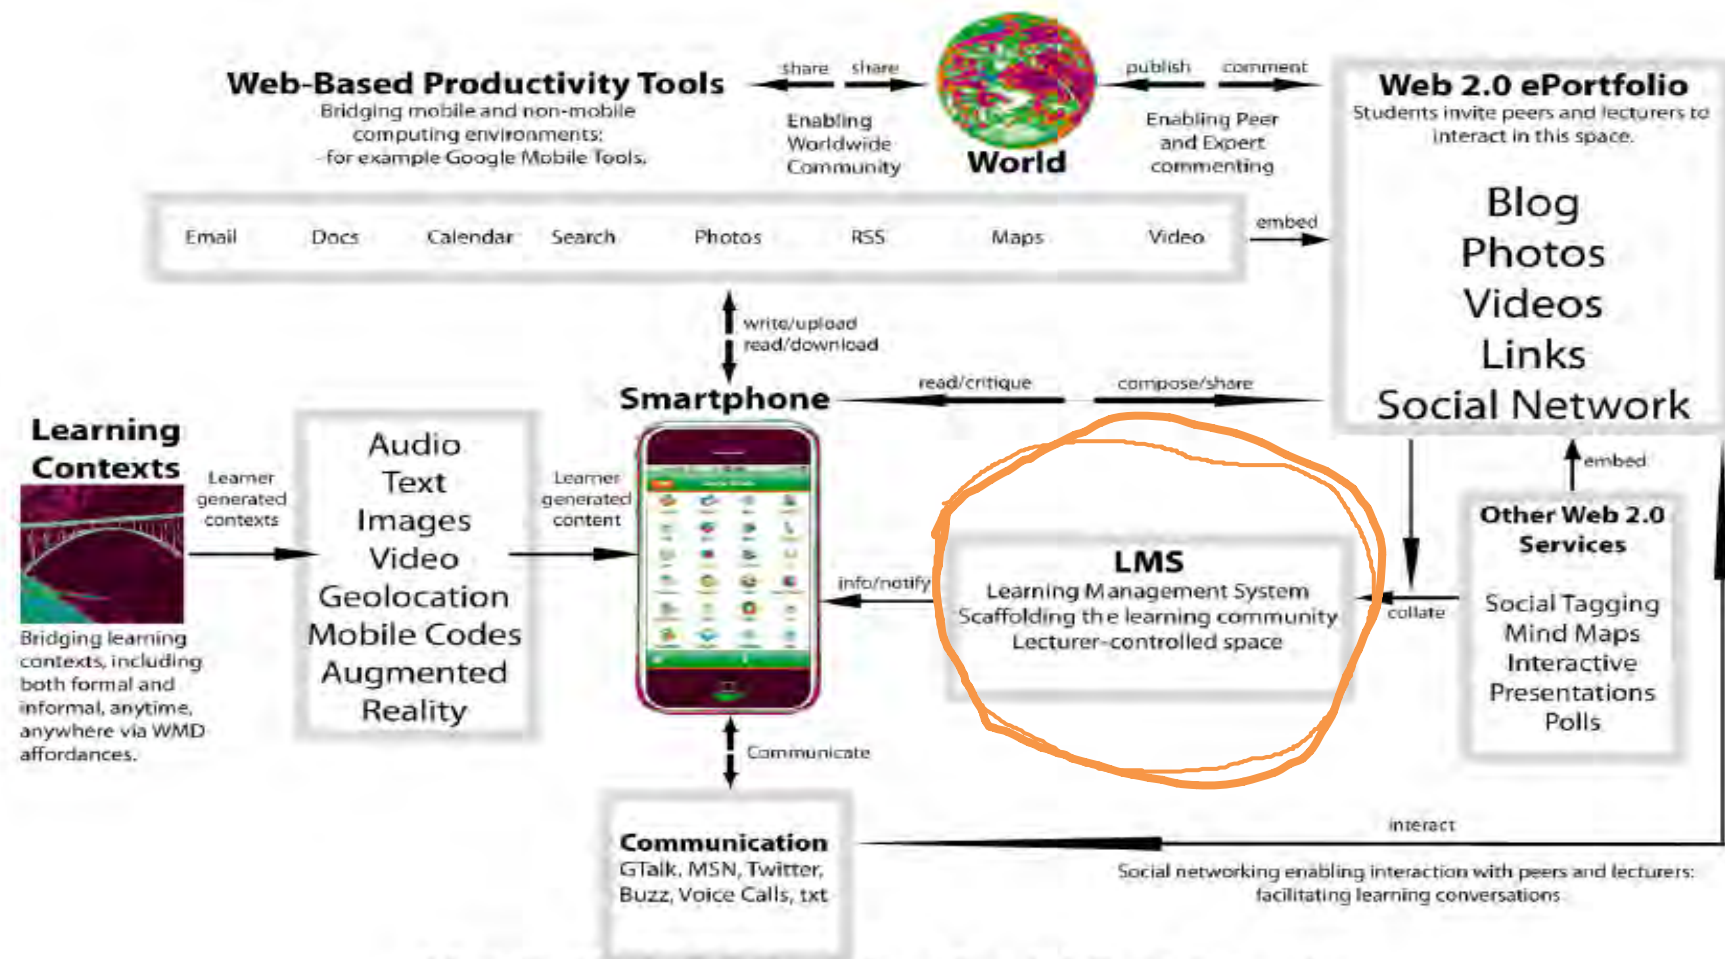 Web-Based Productivity Tools
Bridging mobile and non-mobile
computing environments:
for example Google Mobile Tools.
share share
Enabling
Worldwide
Community
World
publish comment
Enabling Peer
and Expert
commenting
Web 2.0 ePortfolio
Students invite peers and lecturers to
interact in this space.
Blog
Photos
Videos
Links
Social Network
Email Docs Calendar Search Photos RSS Maps Video
embed
write/upload
read/download
Smartphone
read/critique compose/share
Learning
Contexts
Learner
generated
contexts
Audio
Text
Images
Video
Geolocation
Mobile Codes
Augmented
Reality
Learner
generated
content
Bridging learning
contexts, including
both formal and
informal, anytime,
anywhere via WMD
affordances.
info/notify
LMS
Learning Management System
Scaffolding the learning community
Lecturer-controlled space
collate
embed
Other Web 2.0
Services
Social Tagging
Mind Maps
Interactive
Presentations
Polls
Communicate
Communication
GTalk, MSN, Twitter,
Buzz, Voice Calls, txt
interact
Social networking enabling interaction with peers and lecturers:
facilitating learning conversations